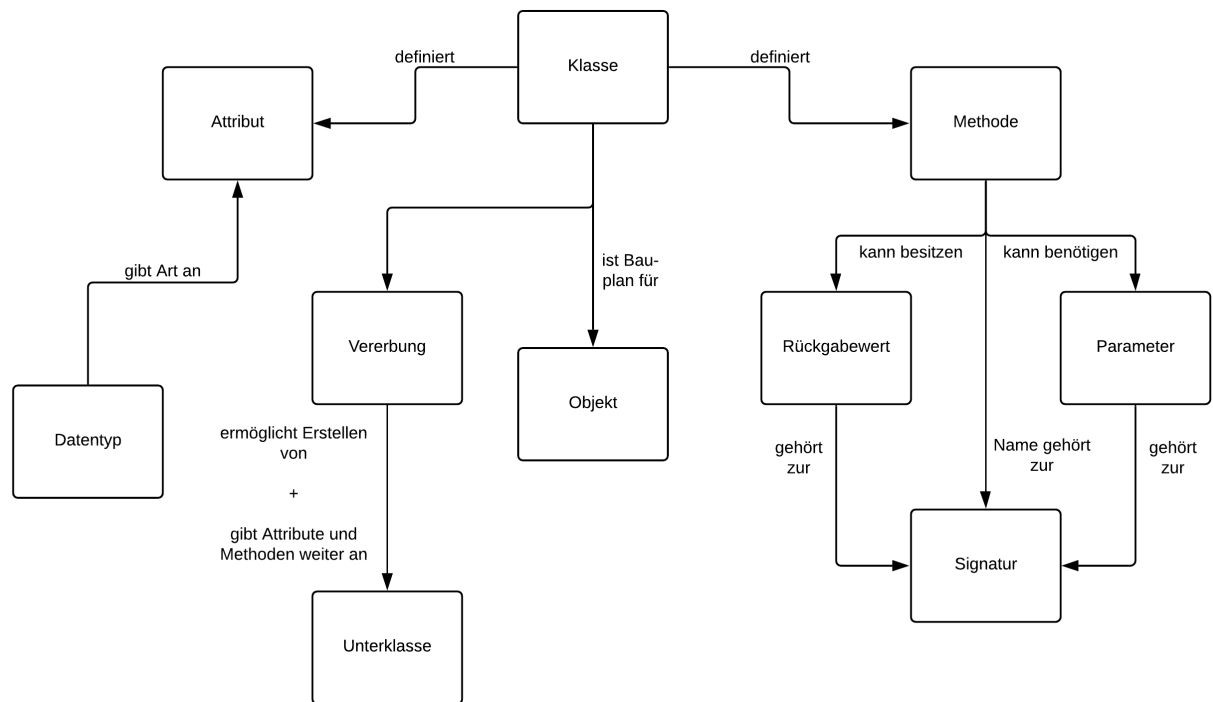 definiert
Klasse
definiert
Attribut
Methode
gibt Art an
ist Bau-
plan für
kann besitzen
kann benötigen
Vererbung
Objekt
Rückgabewert
Parameter
Datentyp
ermöglicht Erstellen
von
+
gibt Attribute und
Methoden weiter an
gehört
zur
Name gehört
zur
gehört
zur
Signatur
Unterklasse